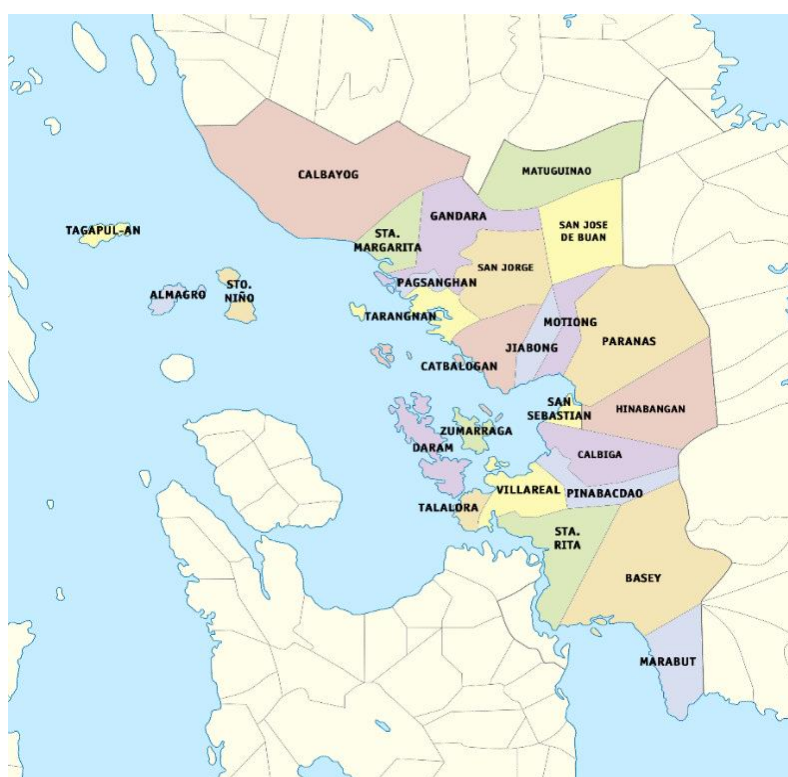 CALBAYOG
MATUGUINAO
GANDARA
STA.
MARGARITA
SAN JOSE
DE BUAN
TAGAPUL-AN
SAN JORGE
PAGSANGHAN
ALMAGRO
STO.
NIÑO
TARANGNAN
MOTIONG
JIABONG
PARANAS
CATBALOGAN
SAN
SEBASTIAN
HINABANGAN
ZUMARRAGA
DARAM
CALBIGA
VILLAREAL
PINABACDAO
TALALORA
STA.
RITA
BASEY
MARABUT